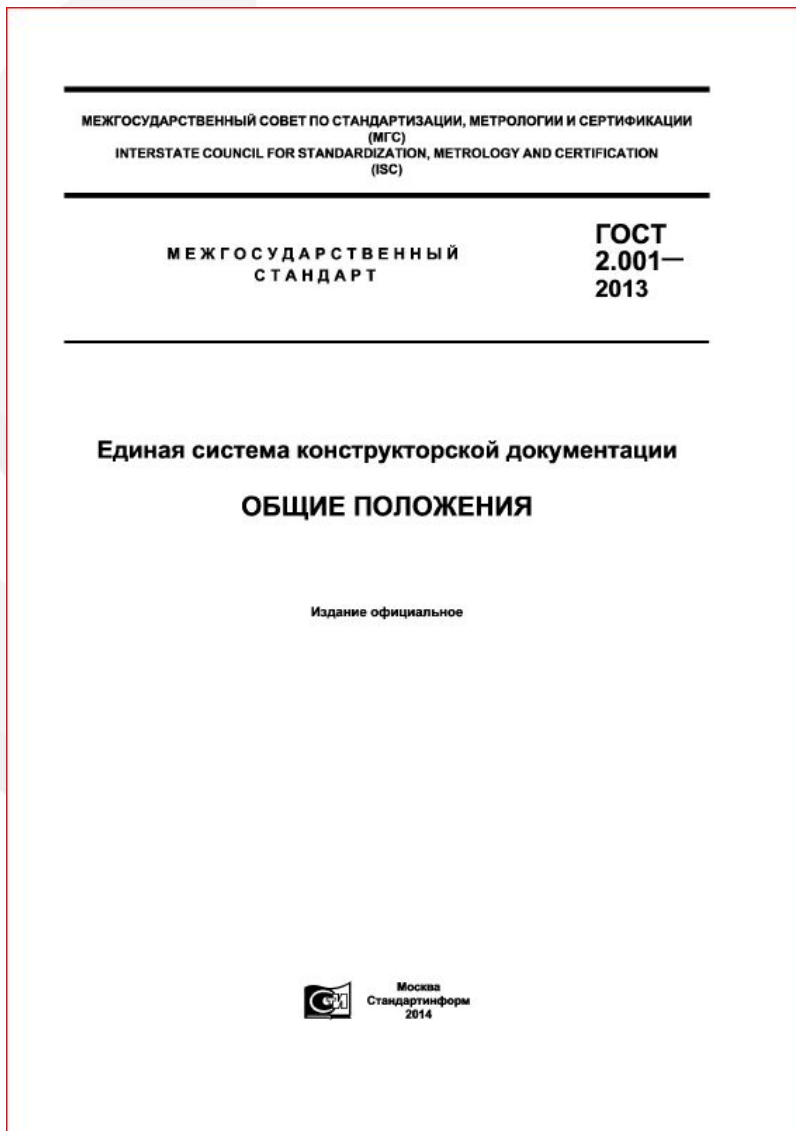 МЕЖГОСУДАРСТВЕННЫЙ СОВЕТ ПО СТАНДАРТИЗАЦИИ, МЕТРОЛОГИИ И СЕРТИФИКАЦИИ
(МГС)
INTERSTATE COUNCIL FOR STANDARDIZATION, METROLOGY AND CERTIFICATION
(ISC)
МЕЖГОСУДАРСТВЕННЫЙ
СТАНДАРТ
ГОСТ
2.001—
2013
Единая система конструкторской документации
ОБЩИЕ ПОЛОЖЕНИЯ
Издание официальное
Москва
Стандартинформ
2014